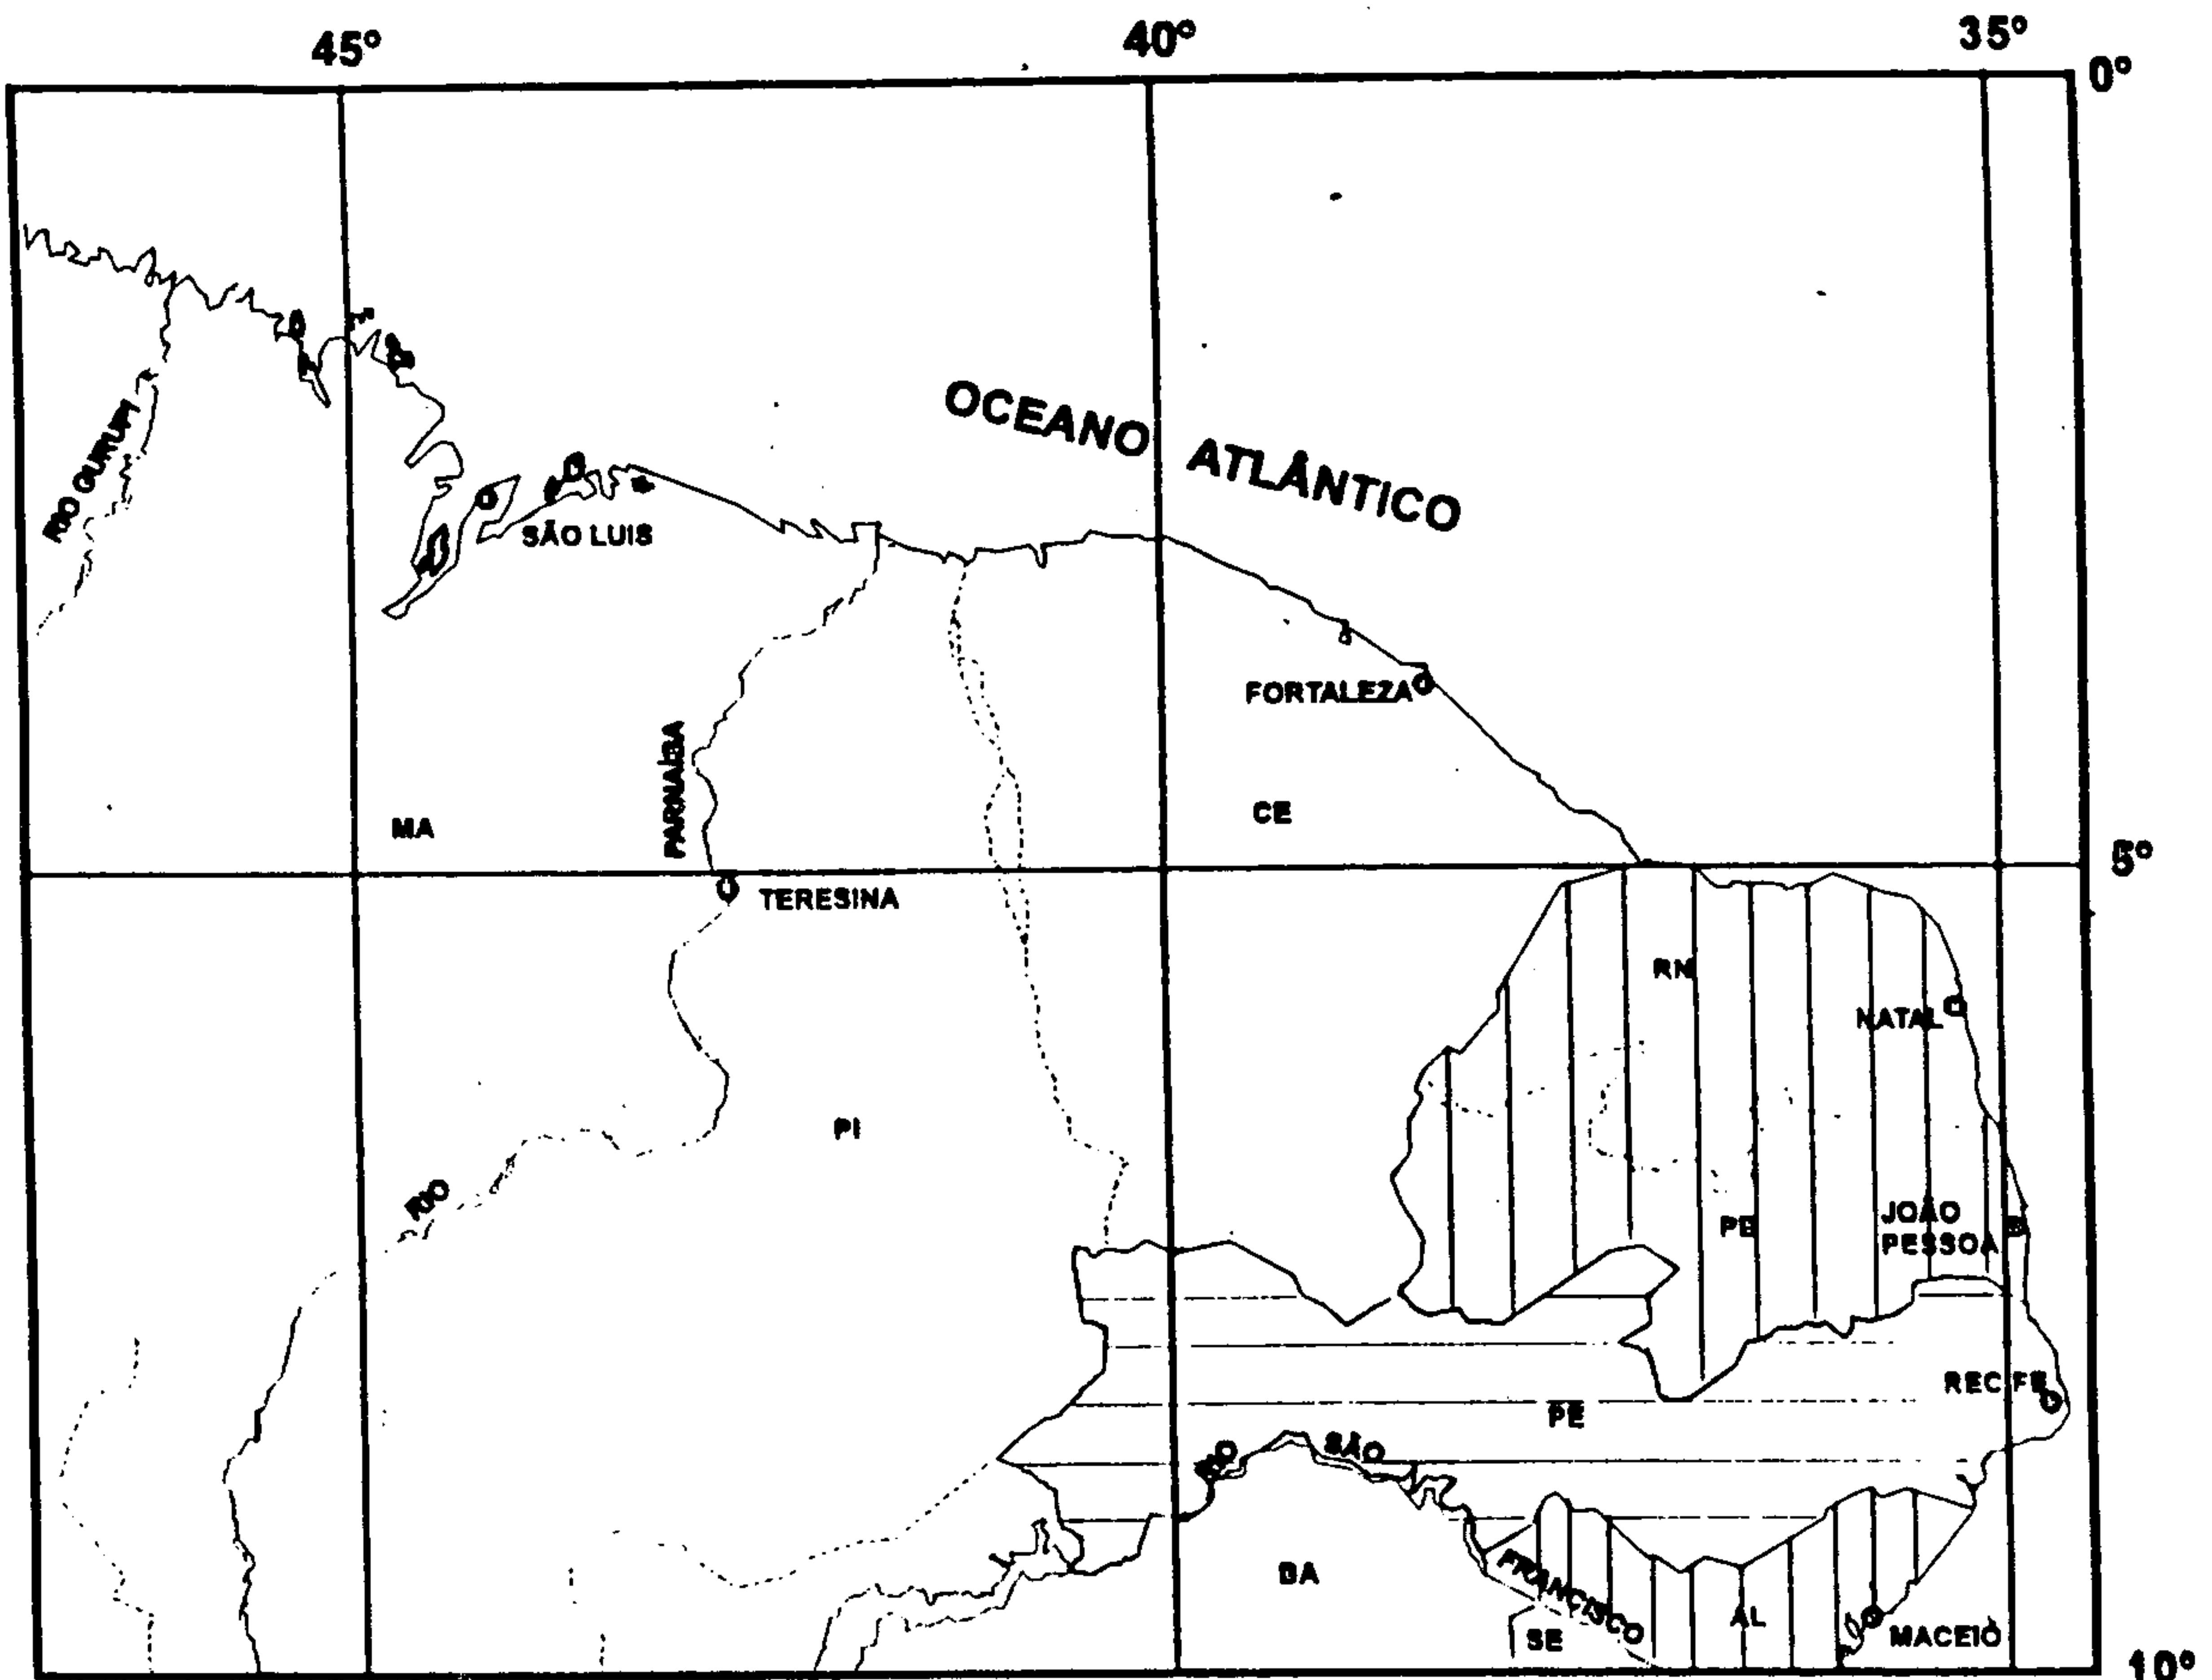 45°
40°
35°
0°
OCEANO ATLÂNTICO
RIO GURUPI
SÃO LUIS
FORTALEZA
PARNAÍBA
MA
CE
5°
TERESINA
RN
NATAL
PI
RIO
PB
JOÃO
PESSOA
RECIFE
PE
RIO
SÃO
FRANCISCO
BA
SE
AL
MACEIÓ
10°